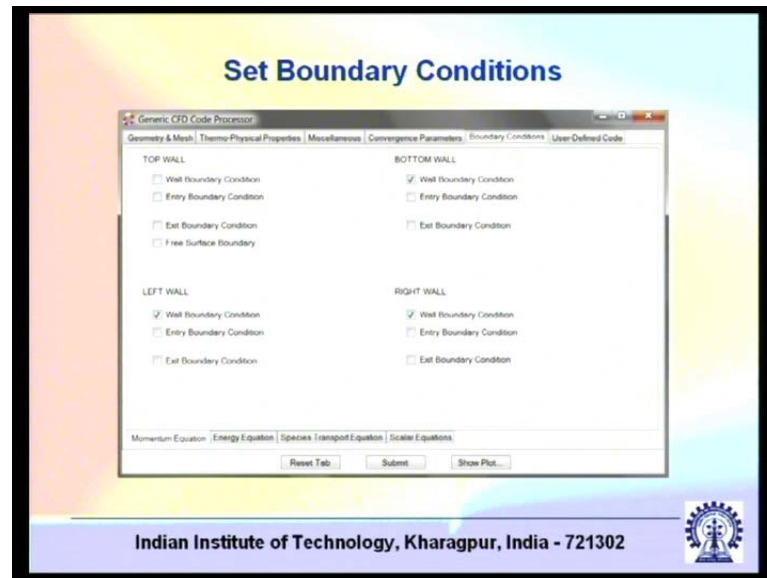 Set Boundary Conditions
Generic CFD Code Processor
Geometry & Mesh Thermo-Physical Properties Miscellaneous Convergence Parameters Boundary Conditions User-Defined Code
TOP WALL
Wall Boundary Condition
Entry Boundary Condition
Exit Boundary Condition
Free Surface Boundary
BOTTOM WALL
Wall Boundary Condition
Entry Boundary Condition
Exit Boundary Condition
LEFT WALL
Wall Boundary Condition
Entry Boundary Condition
Exit Boundary Condition
RIGHT WALL
Wall Boundary Condition
Entry Boundary Condition
Exit Boundary Condition
Momentum Equation Energy Equation Species Transport Equation Scalar Equations
Reset Tab Submit Show Plot...
Indian Institute of Technology, Kharagpur, India - 721302